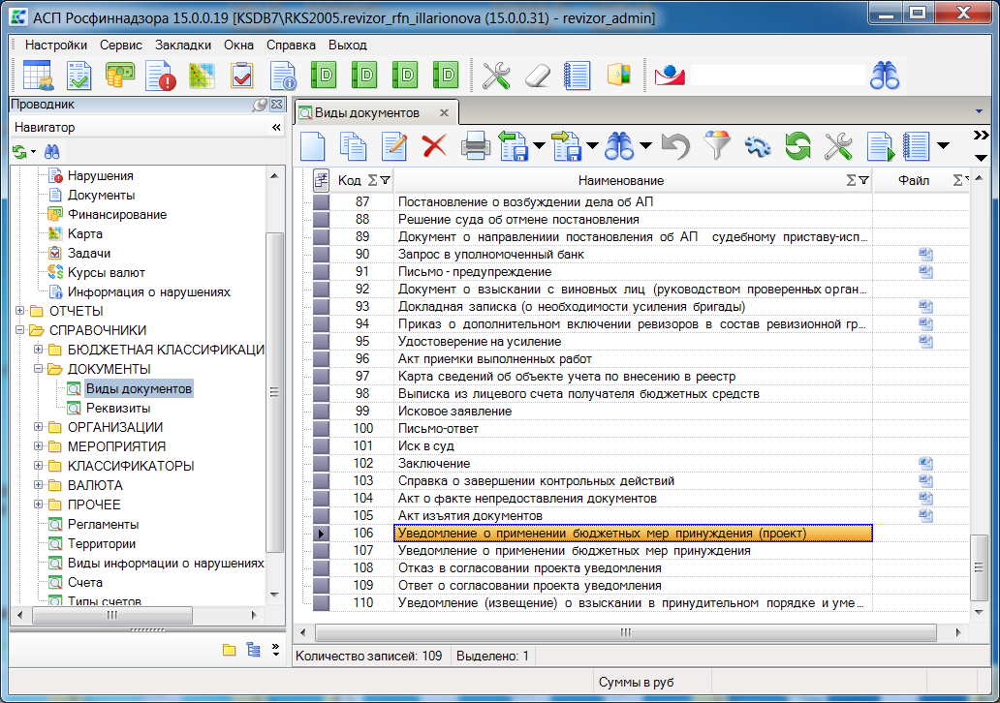 АСП Росфиннадзора 15.0.0.19 [KSDB7\RKS2005.revizor_rfn_illarionova (15.0.0.31) - revizor_admin]
Настройки Сервис Закладки Окна Справка Выход
Проводник
Навигатор
Нарушения
Документы
Финансирование
Карта
Задачи
Курсы валют
Информация о нарушениях
ОТЧЕТЫ
СПРАВОЧНИКИ
БЮДЖЕТНАЯ КЛАССИФИКАЦИ
ДОКУМЕНТЫ
Виды документов
Реквизиты
ОРГАНИЗАЦИИ
МЕРОПРИЯТИЯ
КЛАССИФИКАТОРЫ
ВАЛЮТА
ПРОЧЕЕ
Регламенты
Территории
Виды информации о нарушениях
Счета
Типы счетов
Виды документов
Код Наименование Файл
87 Постановление о возбуждении дела об АП
88 Решение суда об отмене постановления
89 Документ о направлениии постановления об АП судебному приставу-исп...
90 Запрос в уполномоченный банк
91 Письмо - предупреждение
92 Документ о взыскании с виновных лиц (руководством проверенных орган...
93 Докладная записка (о необходимости усиления бригады)
94 Приказ о дополнительном включении ревизоров в состав ревизионной гр...
95 Удостоверение на усиление
96 Акт приемки выполненных работ
97 Карта сведений об объекте учета по внесению в реестр
98 Выписка из лицевого счета получателя бюджетных средств
99 Исковое заявление
100 Письмо-ответ
101 Иск в суд
102 Заключение
103 Справка о завершении контрольных действий
104 Акт о факте непредоставления документов
105 Акт изъятия документов
106 Уведомление о применении бюджетных мер принуждения (проект)
107 Уведомление о применении бюджетных мер принуждения
108 Отказ в согласовании проекта уведомления
109 Ответ о согласовании проекта уведомления
110 Уведомление (извещение) о взыскании в принудительном порядке и уме...
Количество записей: 109 Выделено: 1
Суммы в руб